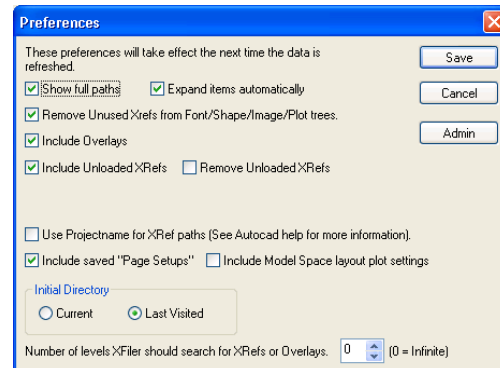 Preferences
These preferences will take effect the next time the data is
refreshed.
Save
Show full paths
Expand items automatically
Cancel
Remove Unused Xrefs from Font/Shape/Image/Plot trees.
Admin
Include Overlays
Include Unloaded XRefs
Remove Unloaded XRefs
Use Projectname for XRef paths (See Autocad help for more information).
Include saved "Page Setups"
Include Model Space layout plot settings
Initial Directory
Current
Last Visited
Number of levels XFiler should search for XRefs or Overlays.
0
(0 = Infinite)